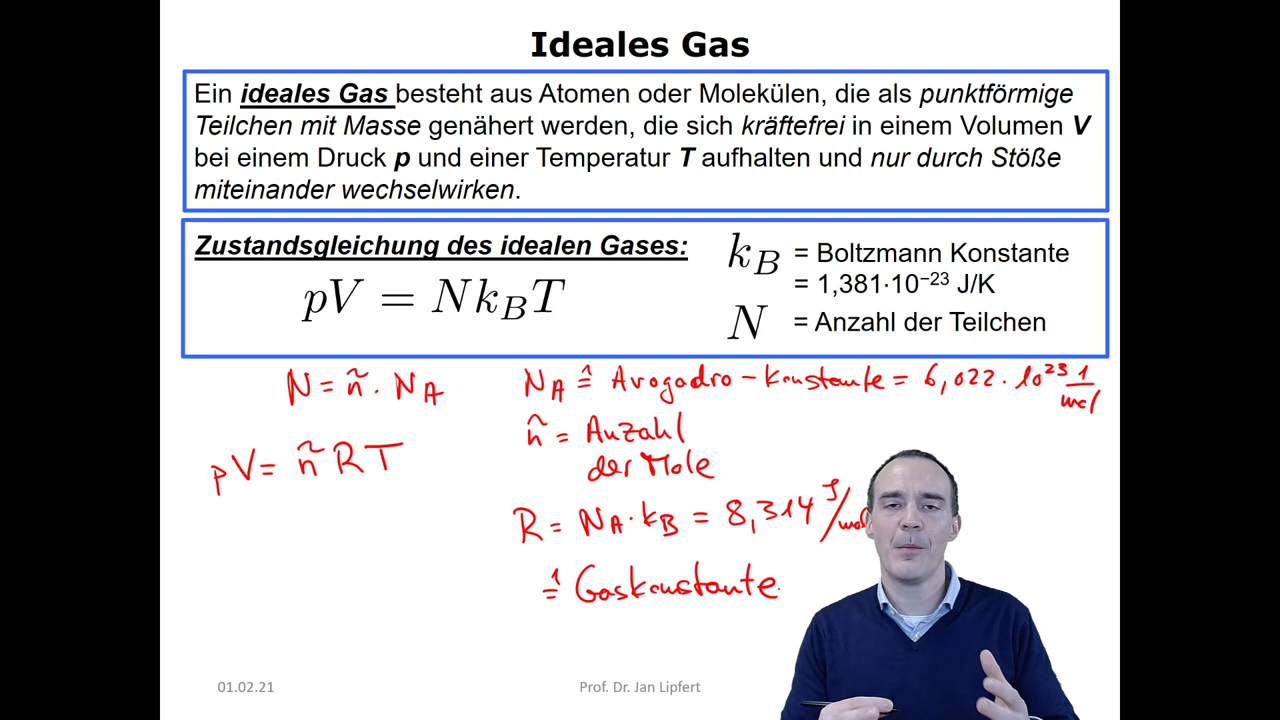 Ideales Gas
Ein ideales Gas besteht aus Atomen oder Molekülen, die als punktförmige
Teilchen mit Masse genähert werden, die sich kräftefrei in einem Volumen V
bei einem Druck p und einer Temperatur T aufhalten und nur durch Stöße
miteinander wechselwirken.
Zustandsgleichung des idealen Gases:
pV = Nk_BT
k_B = Boltzmann Konstante
= 1,381·10⁻²³ J/K
N = Anzahl der Teilchen
N = ñ · N_A
N_A ≙ Avogadro-Konstante = 6,022 · 10²³ 1/mol
ñ = Anzahl
der Mole
pV = ñ R T
R = N_A · k_B = 8,314 J/mol
≙ Gaskonstante
01.02.21
Prof. Dr. Jan Lipfert